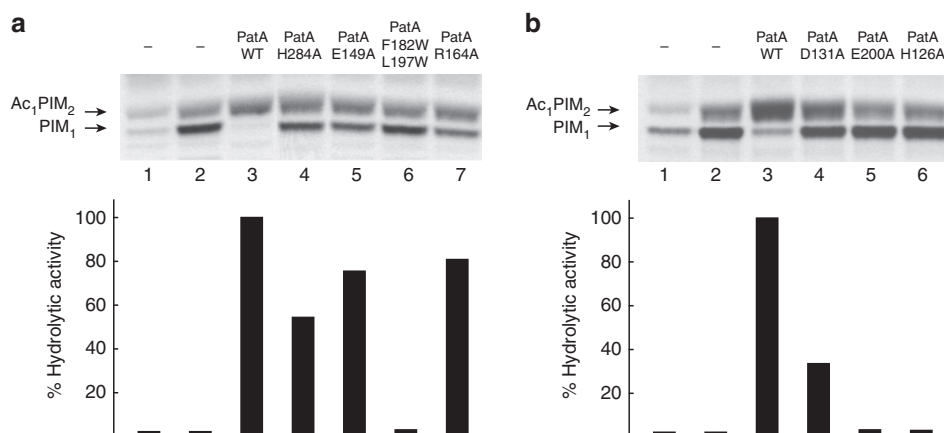 a
– – PatA WT PatA H284A PatA E149A PatA F182W L197W PatA R164A
Ac1PIM2
PIM1
1 2 3 4 5 6 7
% Hydrolytic activity
100
80
60
40
20
b
– – PatA WT PatA D131A PatA E200A PatA H126A
Ac1PIM2
PIM1
1 2 3 4 5 6
% Hydrolytic activity
100
80
60
40
20